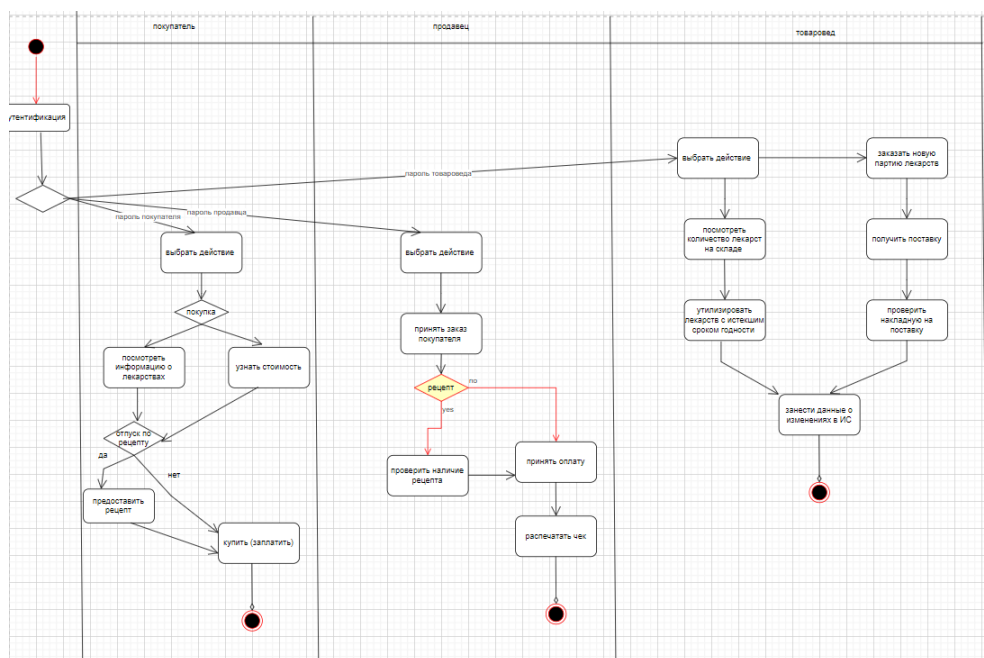 покупатель
продавец
товаровед
утентификация
пароль товароведа
пароль покупателя
пароль продавца
выбрать действие
заказать новую
партию лекарств
выбрать действие
выбрать действие
посмотреть
количество лекарст
на складе
получить поставку
покупка
принять заказ
покупателя
утилизировать
лекарств с истекшим
сроком годности
проверить
накладную на
поставку
посмотреть
информацию о
лекарствах
узнать стоимость
рецепт
no
yes
занести данные о
изменениях в ИС
отпуск по
рецепту
да
нет
проверить наличие
рецепта
принять оплату
предоставить
рецепт
купить (заплатить)
распечатать чек